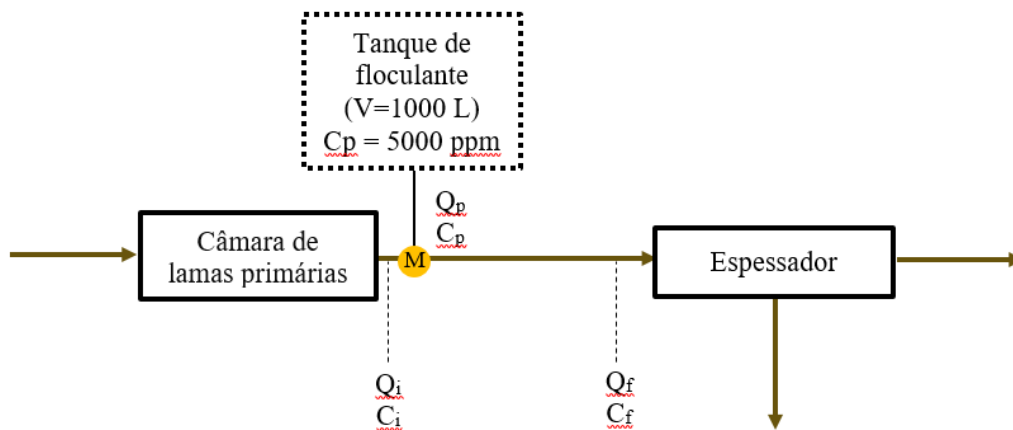 Tanque de
floculante
(V=1000 L)
Cp = 5000 ppm
Qp
Cp
Câmara de
lamas primárias
M
Espessador
Qi
Ci
Qf
Cf